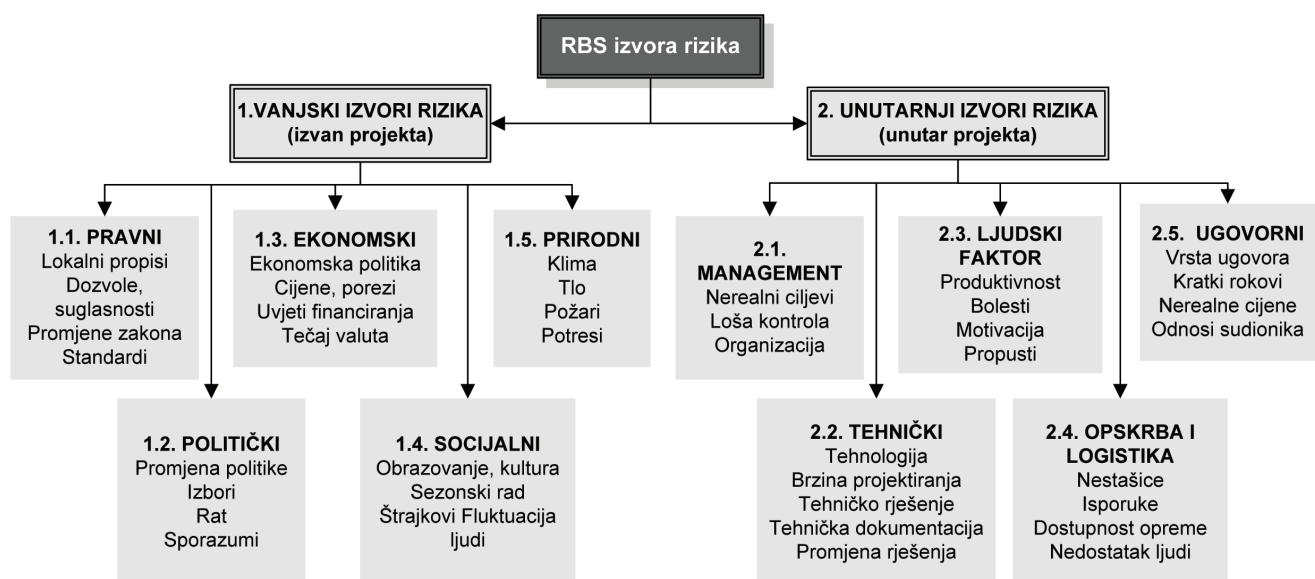 RBS izvora rizika
1.VANJSKI IZVORI RIZIKA
(izvan projekta)
2. UNUTARNJI IZVORI RIZIKA
(unutar projekta)
1.1. PRAVNI
Lokalni propisi
Dozvole,
suglasnosti
Promjene zakona
Standardi
1.2. POLITIČKI
Promjena politike
Izbori
Rat
Sporazumi
1.3. EKONOMSKI
Ekonomska politika
Cijene, porezi
Uvjeti financiranja
Tečaj valuta
1.4. SOCIJALNI
Obrazovanje, kultura
Sezonski rad
Štrajkovi Fluktuacija
ljudi
1.5. PRIRODNI
Klima
Tlo
Požari
Potresi
2.1.
MANAGEMENT
Nerealni ciljevi
Loša kontrola
Organizacija
2.2. TEHNIČKI
Tehnologija
Brzina projektiranja
Tehničko rješenje
Tehnička dokumentacija
Promjena rješenja
2.3. LJUDSKI
FAKTOR
Produktivnost
Bolesti
Motivacija
Propusti
2.4. OPSKRBA I
LOGISTIKA
Nestašice
Isporuke
Dostupnost opreme
Nedostatak ljudi
2.5. UGOVORNI
Vrsta ugovora
Kratki rokovi
Nerealne cijene
Odnosi sudionika